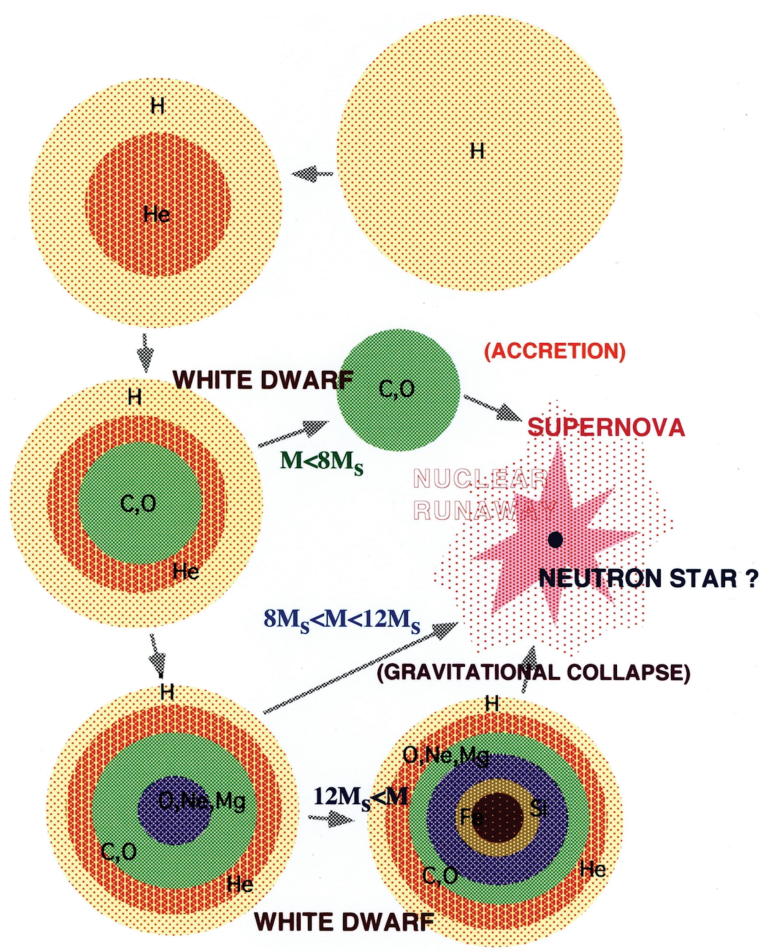 H
H
He
WHITE DWARF
(ACCRETION)
H
C,O
SUPERNOVA
M<8Ms
NUCLEAR
RUNAWAY
C,O
He
NEUTRON STAR ?
8Ms<M<12Ms
(GRAVITATIONAL COLLAPSE)
H
H
O,Ne,Mg
O,Ne,Mg
12Ms<M
Fe
Si
C,O
C,O
He
He
WHITE DWARF